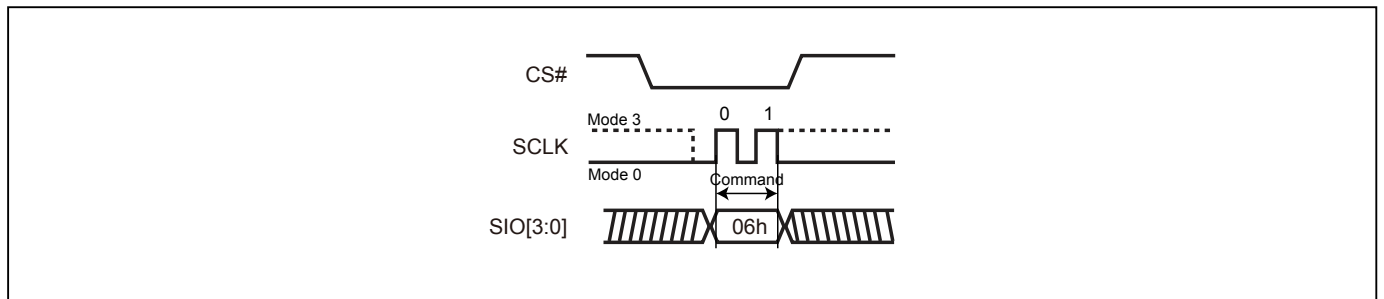 CS#
Mode 3
0 1
SCLK
Mode 0
Command
SIO[3:0]
06h